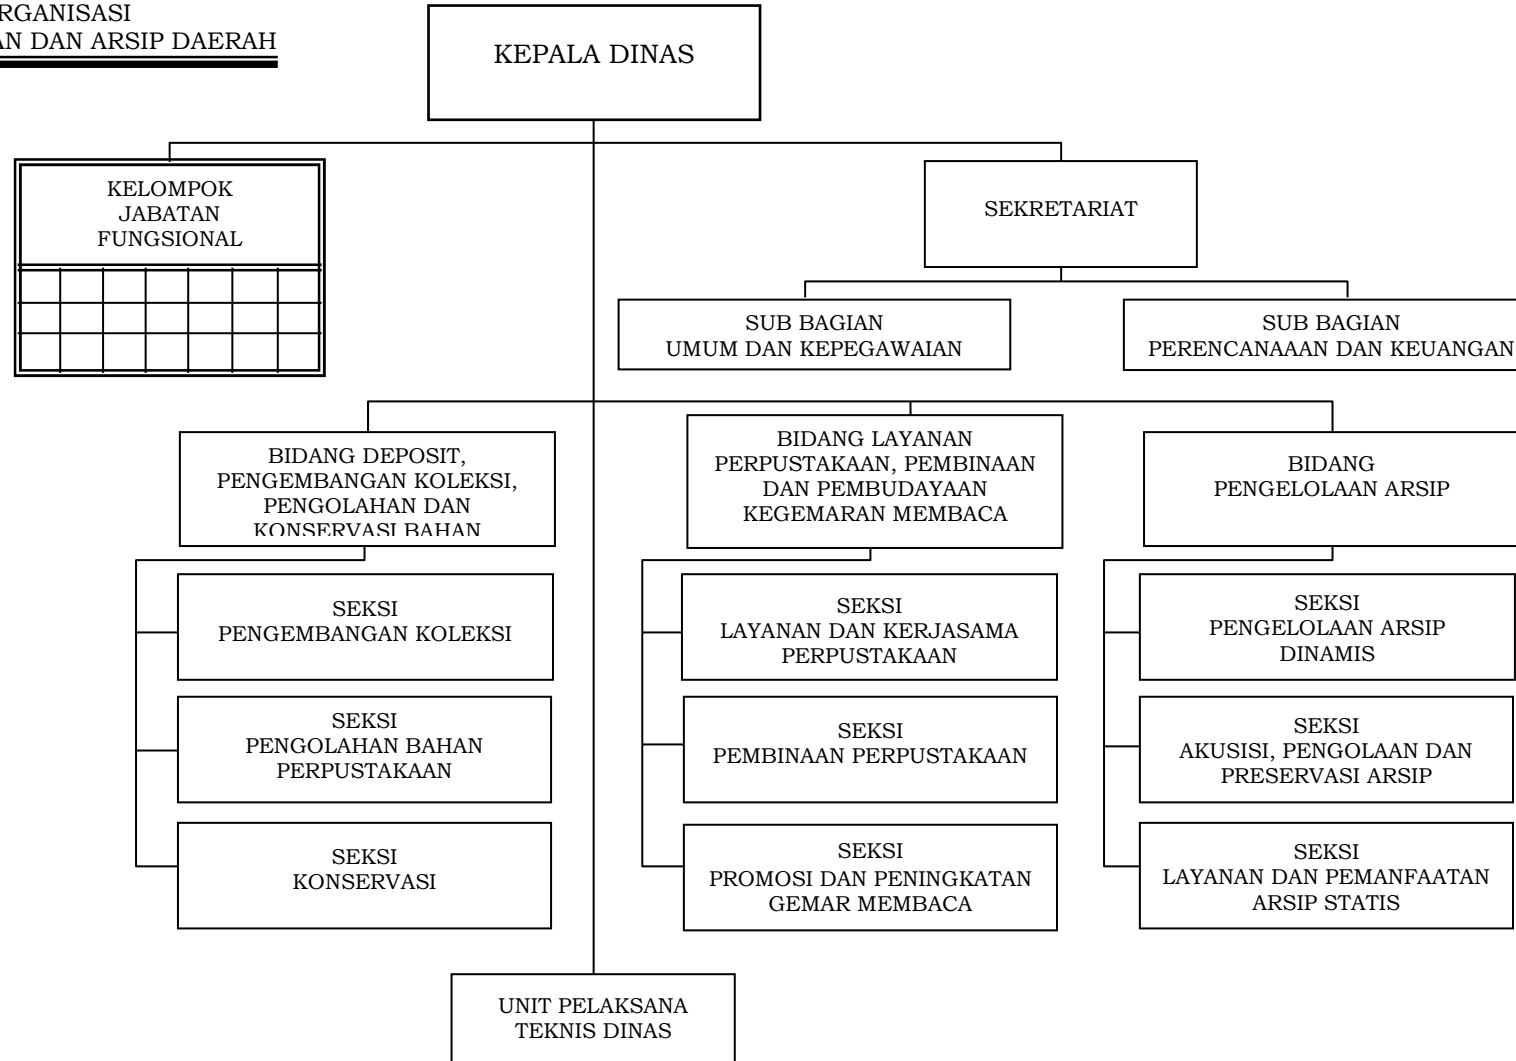 RGANISASI
AN DAN ARSIP DAERAH
KEPALA DINAS
KELOMPOK
JABATAN
FUNGSIONAL
SEKRETARIAT
SUB BAGIAN
UMUM DAN KEPEGAWAIAN
SUB BAGIAN
PERENCANAAAN DAN KEUANGAN
BIDANG DEPOSIT,
PENGEMBANGAN KOLEKSI,
PENGOLAHAN DAN
KONSERVASI BAHAN
BIDANG LAYANAN
PERPUSTAKAAN, PEMBINAAN
DAN PEMBUDAYAAN
KEGEMARAN MEMBACA
BIDANG
PENGELOLAAN ARSIP
SEKSI
PENGEMBANGAN KOLEKSI
SEKSI
LAYANAN DAN KERJASAMA
PERPUSTAKAAN
SEKSI
PENGELOLAAN ARSIP
DINAMIS
SEKSI
PENGOLAHAN BAHAN
PERPUSTAKAAN
SEKSI
PEMBINAAN PERPUSTAKAAN
SEKSI
AKUSISI, PENGOLAAN DAN
PRESERVASI ARSIP
SEKSI
KONSERVASI
SEKSI
PROMOSI DAN PENINGKATAN
GEMAR MEMBACA
SEKSI
LAYANAN DAN PEMANFAATAN
ARSIP STATIS
UNIT PELAKSANA
TEKNIS DINAS